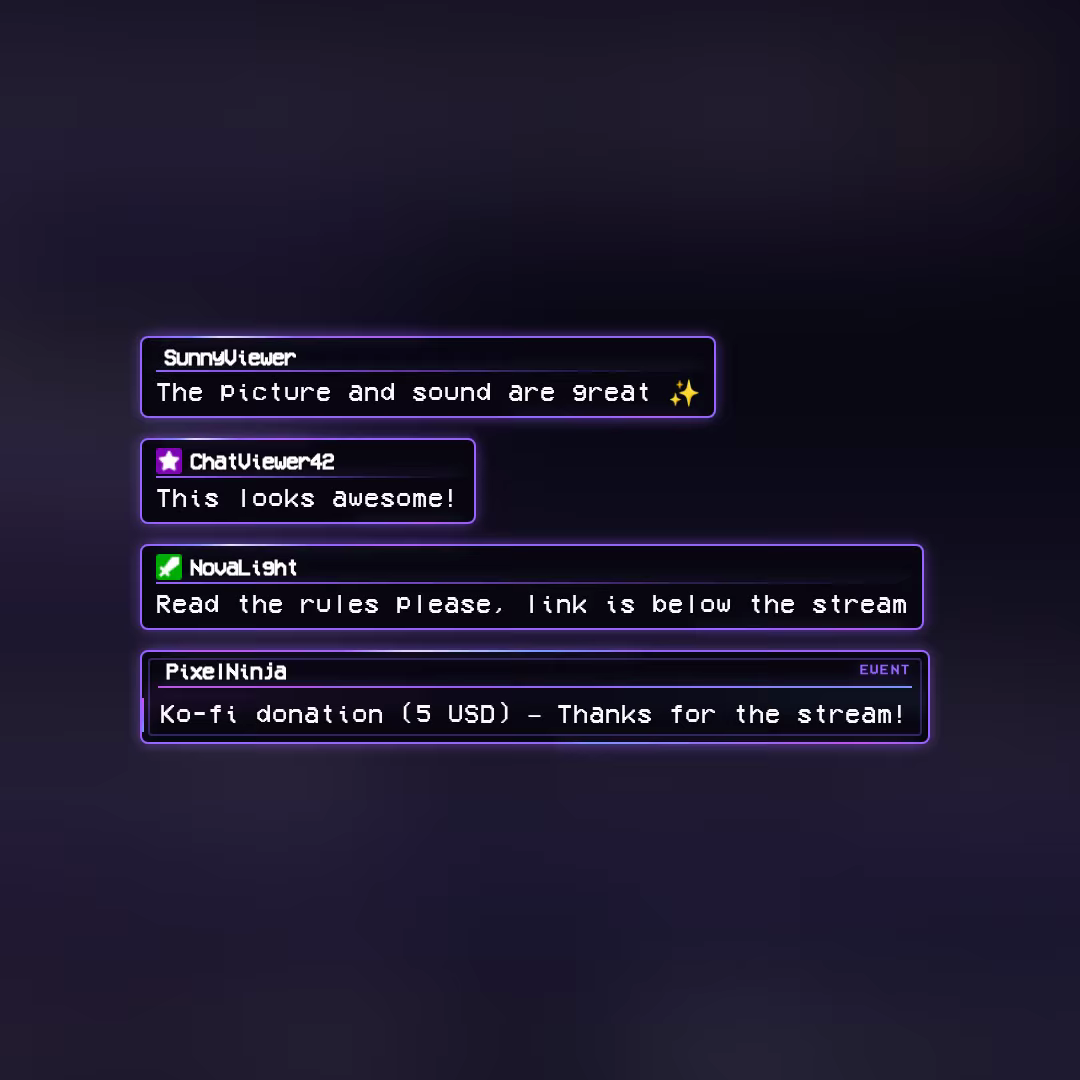 SunnyViewer
The picture and sound are great ✨
ChatViewer42
This looks awesome!
NovaLight
Read the rules please, link is below the stream
PixelNinja EVENT
Ko-fi donation (5 USD) – Thanks for the stream!